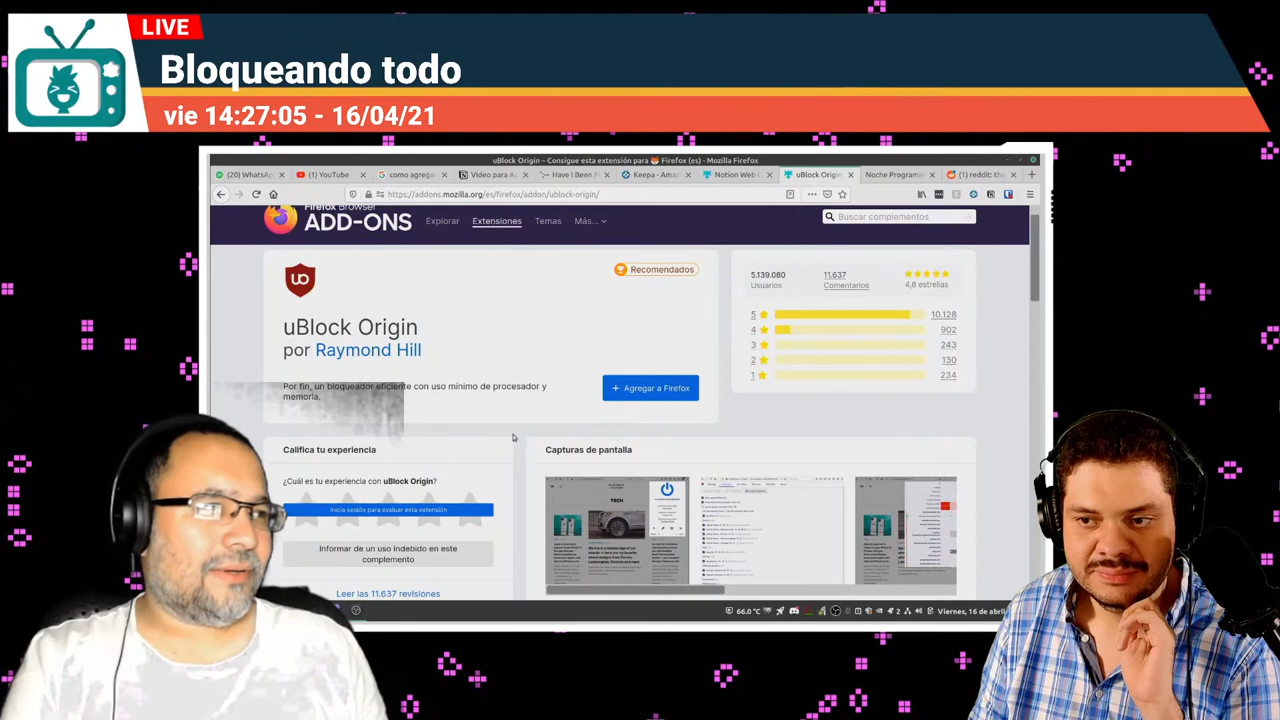 LIVE
Bloqueando todo
vie 14:27:05 - 16/04/21
uBlock Origin – Consigue esta extensión para 🦊 Firefox (es) - Mozilla Firefox
(20) WhatsA
(1) YouTube
como agregar
Video para Ap
Have I Been P
Keepa - Amaz
Notion Web C
uBlock Origin
Noche Programa
(1) reddit: the
https://addons.mozilla.org/es/firefox/addon/ublock-origin/
Firefox Browser
ADD-ONS
Explorar
Extensiones
Temas
Más...
Buscar complementos
uo
Recomendados
uBlock Origin
por Raymond Hill
Por fin, un bloqueador eficiente con uso mínimo de procesador y
memoria.
+ Agregar a Firefox
5.139.080
Usuarios
11.637
Comentarios
4,8 estrellas
5 10.128
4 902
3 243
2 130
1 234
Califica tu experiencia
¿Cuál es tu experiencia con uBlock Origin?
Inicia sesión para evaluar esta extensión
Informar de un uso indebido en este
complemento
Leer las 11.637 revisiones
Capturas de pantalla
TECH
66.0 °C
2
Viernes, 16 de abril